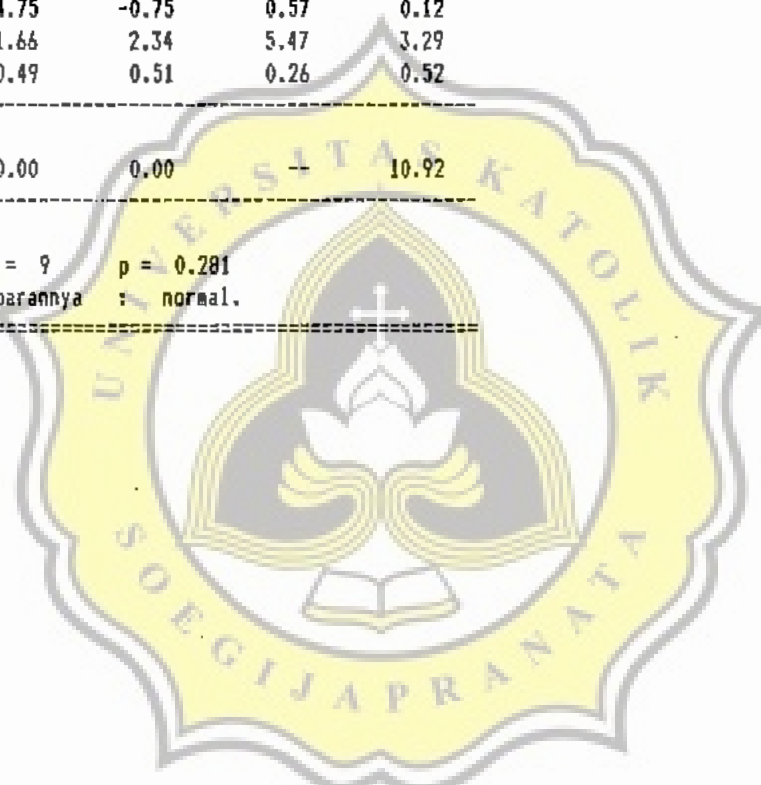 4.75 -0.75 0.57 0.12
1.66 2.34 5.47 3.29
0.49 0.51 0.26 0.52
0.00 0.00 -- 10.92
= 9 p = 0.281
barannya : normal.
UNIVERSITAS KATOLIK
SOEGIJAPRANATA